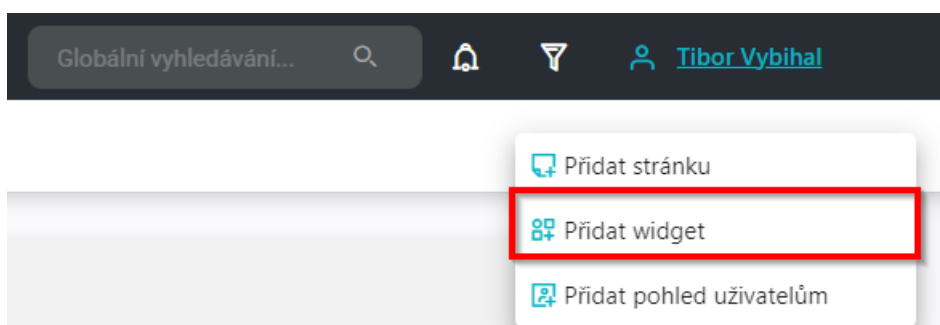 Globální vyhledávání... Tibor Vybihal
Přidat stránku
Přidat widget
Přidat pohled uživatelům